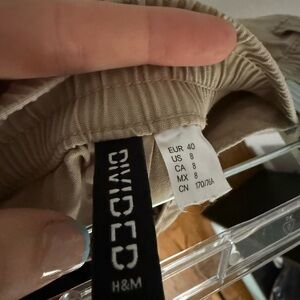 DIVIDED
H&M
EUR 40
US 8
CA 8
MX 8
CN 170/76A